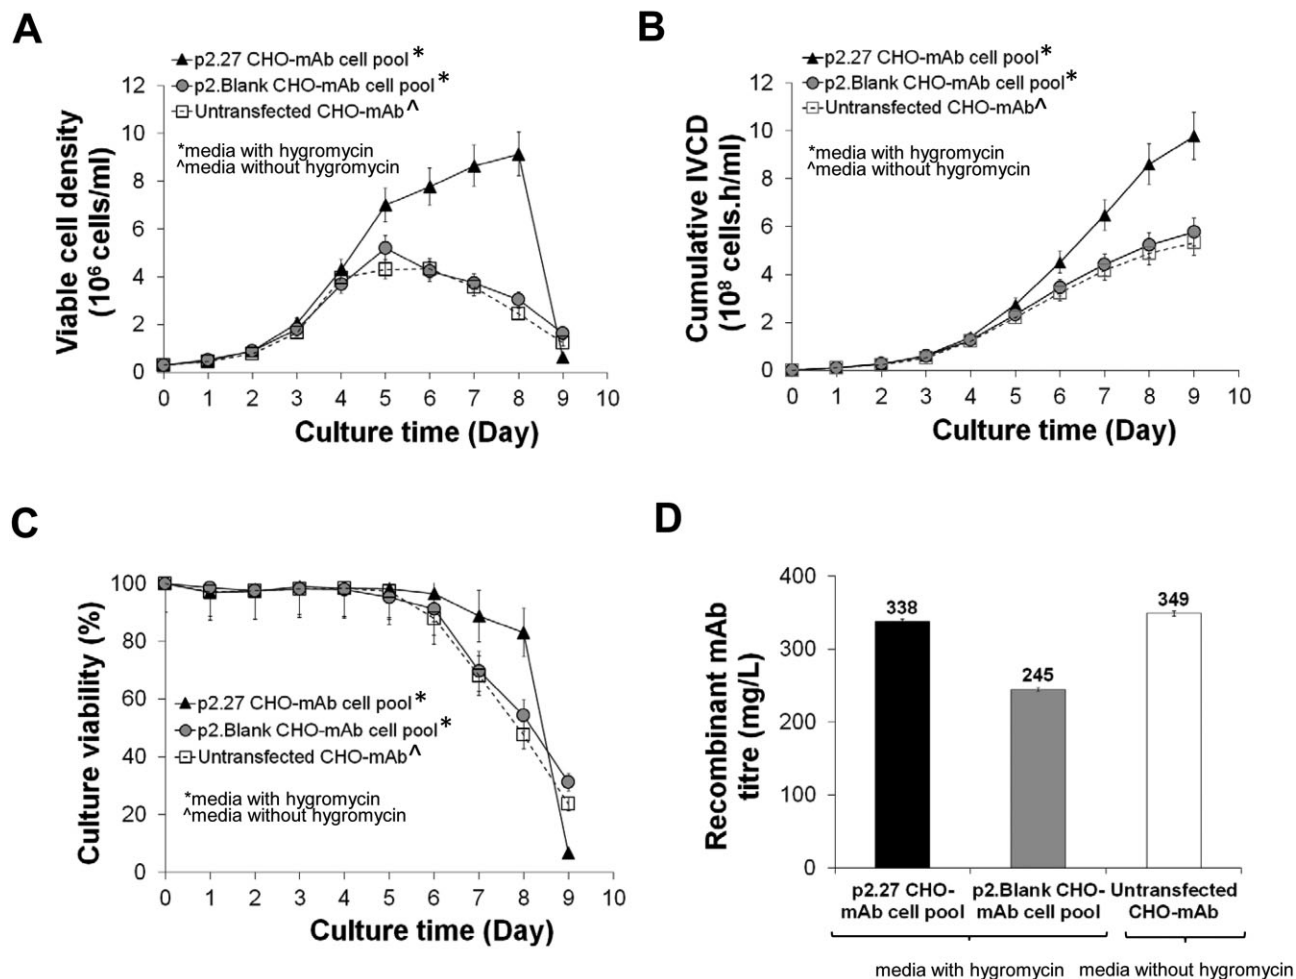 A
p2.27 CHO-mAb cell pool*
p2.Blank CHO-mAb cell pool*
Untransfected CHO-mAb^
*media with hygromycin
^media without hygromycin
Viable cell density
(10⁶ cells/ml)
12
10
8
6
4
2
0
0 1 2 3 4 5 6 7 8 9 10
Culture time (Day)
B
p2.27 CHO-mAb cell pool*
p2.Blank CHO-mAb cell pool*
Untransfected CHO-mAb^
*media with hygromycin
^media without hygromycin
Cumulative IVCD
(10⁸ cells.h/ml)
12
10
8
6
4
2
0
0 1 2 3 4 5 6 7 8 9 10
Culture time (Day)
C
Culture viability (%)
100
80
60
40
20
0
p2.27 CHO-mAb cell pool*
p2.Blank CHO-mAb cell pool*
Untransfected CHO-mAb^
*media with hygromycin
^media without hygromycin
0 1 2 3 4 5 6 7 8 9 10
Culture time (Day)
D
Recombinant mAb
titre (mg/L)
400
300
200
100
0
338
245
349
p2.27 CHO-
mAb cell pool
p2.Blank CHO-
mAb cell pool
Untransfected
CHO-mAb
media with hygromycin
media without hygromycin